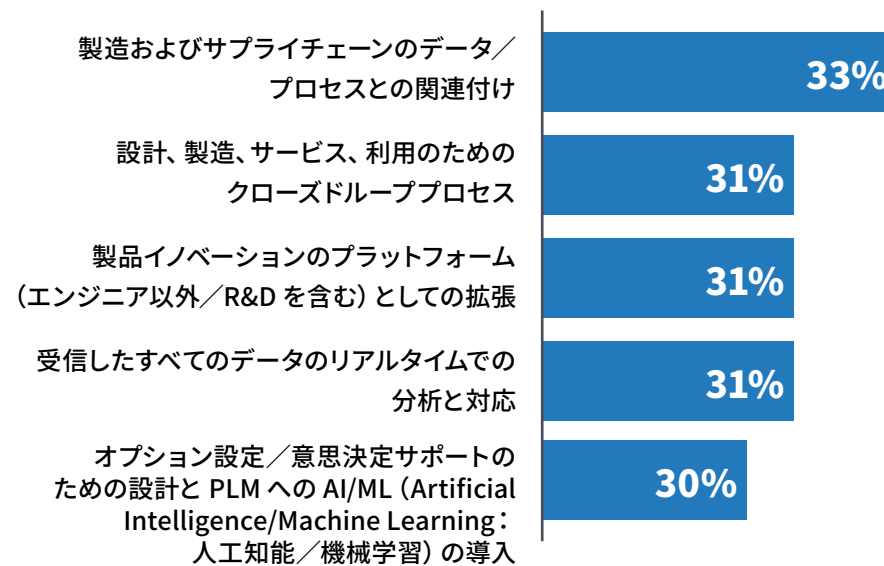 製造およびサプライチェーンのデータ／
プロセスとの関連付け
33%
設計、製造、サービス、利用のための
クローズドループプロセス
31%
製品イノベーションのプラットフォーム
（エンジニア以外／R&D を含む）としての拡張
31%
受信したすべてのデータのリアルタイムでの
分析と対応
31%
オプション設定／意思決定サポートの
ための設計と PLM への AI/ML（Artificial
Intelligence/Machine Learning：
人工知能／機械学習）の導入
30%